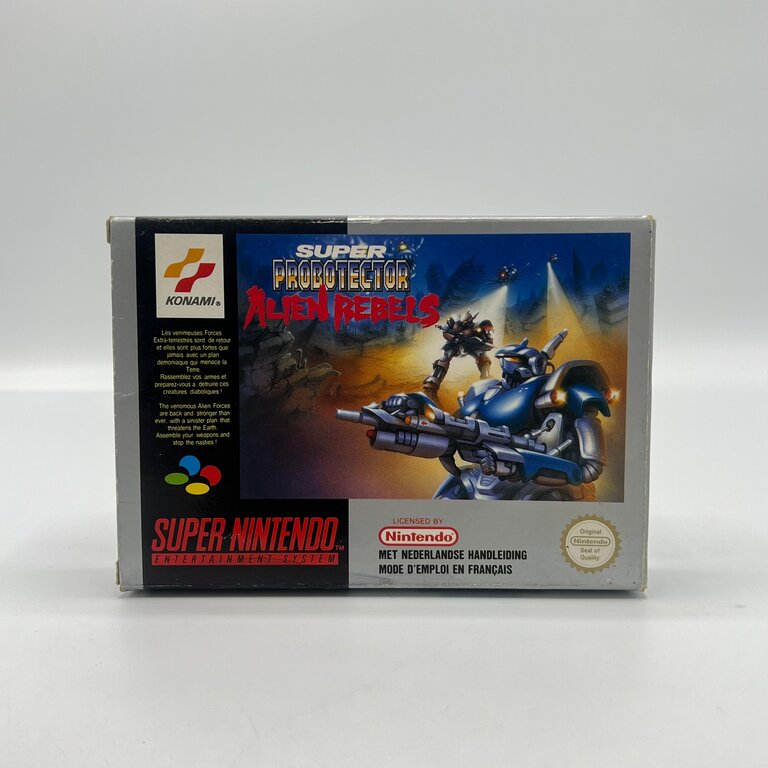 KONAMI®
SUPER
PROBOTECTOR
ALIEN REBELS
Les venimeuses Forces
Extra-terrestres sont de retour
et elles sont plus fortes que
jamais avec un plan
démoniaque qui menace la
Terre.
Rassemblez vos armes et
préparez-vous a detruire ces
creatures diaboliques !
The venomous Alien Forces
are back and stronger than
ever, with a sinister plan that
threatens the Earth.
Assemble your weapons and
stop the nasties !
SUPER NINTENDO™
ENTERTAINMENT SYSTEM
LICENSED BY
Nintendo®
MET NEDERLANDSE HANDLEIDING
MODE D'EMPLOI EN FRANÇAIS
Original
Nintendo
Seal of
Quality